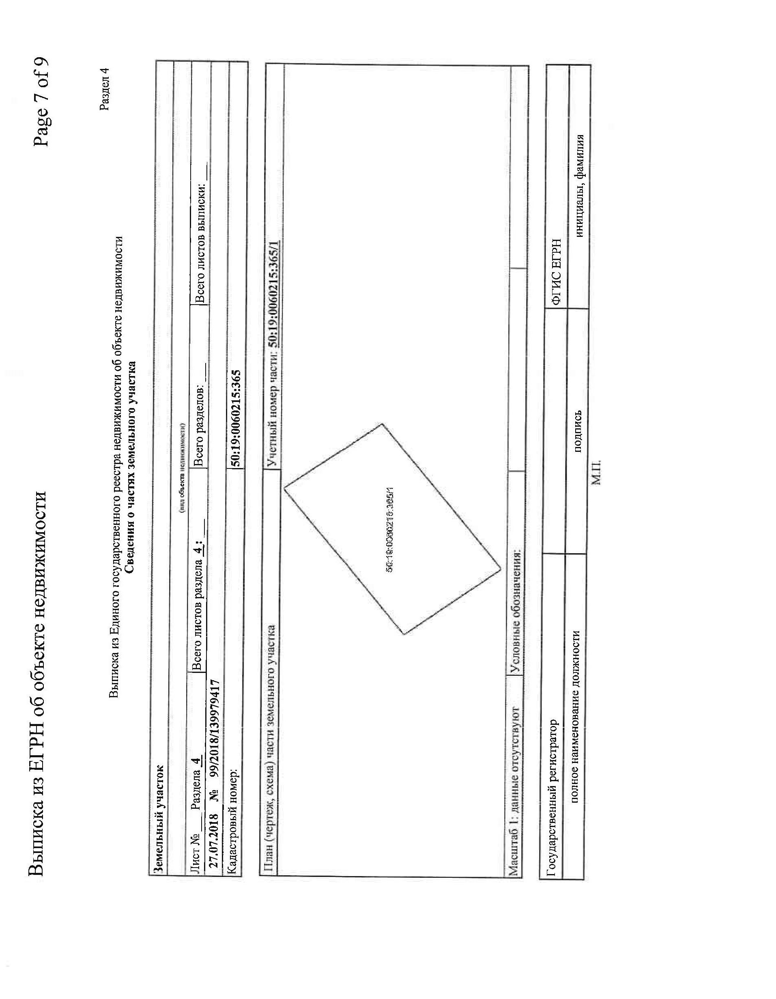 Выписка из ЕГРН об объекте недвижимости Page 7 of 9
Раздел 4
Выписка из Единого государственного реестра недвижимости об объекте недвижимости
Сведения о частях земельного участка
Земельный участок
(вид объекта недвижимости)
Лист № ___ Раздела 4 Всего листов раздела 4 : ___ Всего разделов: ___ Всего листов выписки: ___
27.07.2018 № 99/2018/139979417
Кадастровый номер: 50:19:0060215:365
План (чертеж, схема) части земельного участка Учетный номер части: 50:19:0060215:365/1
50:19:0060215:365/1
Масштаб 1: данные отсутствуют Условные обозначения:
Государственный регистратор ФГИС ЕГРН
полное наименование должности подпись инициалы, фамилия
М.П.